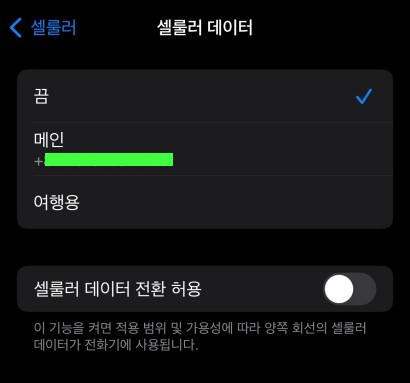 셀룰러
셀룰러 데이터
끔
메인
+
여행용
셀룰러 데이터 전환 허용
이 기능을 켜면 적용 범위 및 가용성에 따라 양쪽 회선의 셀룰러
데이터가 전화기에 사용됩니다.